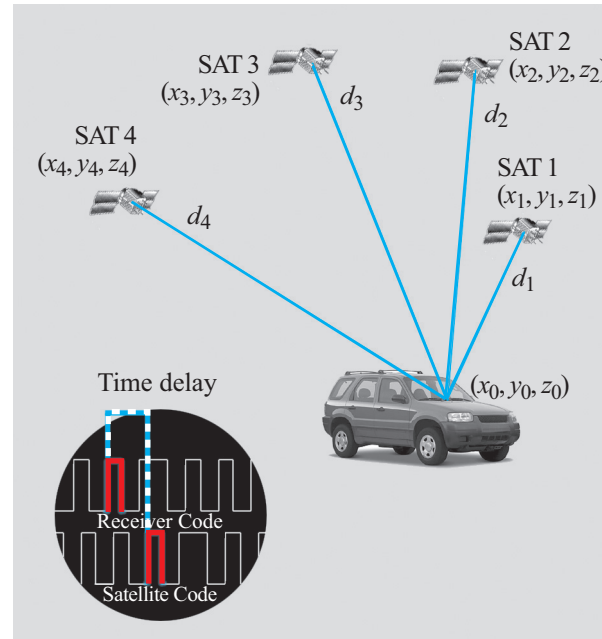 SAT 3
(x₃, y₃, z₃)
d₃
SAT 2
(x₂, y₂, z₂)
d₂
SAT 4
(x₄, y₄, z₄)
d₄
SAT 1
(x₁, y₁, z₁)
d₁
(x₀, y₀, z₀)
Time delay
Receiver Code
Satellite Code